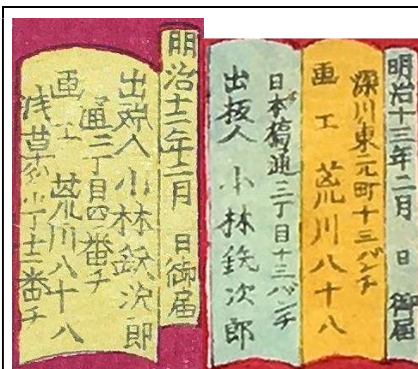 明治十三年二月 日 御届
深川東元町十三バンチ
画工 荒川八十八
日本橋通三丁目十三バンチ
出板人 小林鉄次郎
明治十二年二月 日御届
出板人 小林鉄次郎
通三丁目四番チ
画工 荒川八十八
浅草 丁十二番チ